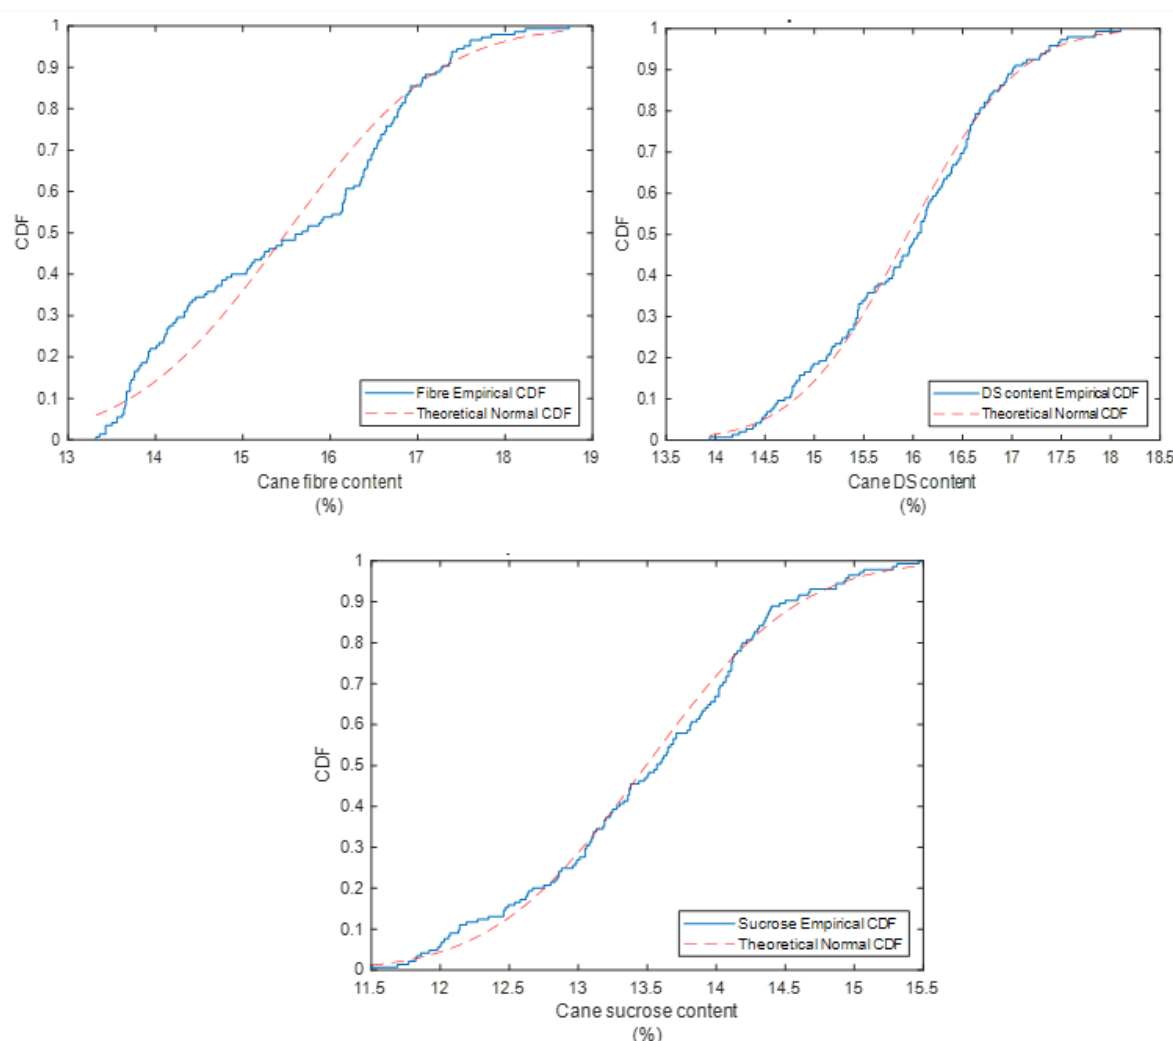 1
0.9
0.8
0.7
0.6
0.5
0.4
0.3
0.2
0.1
0
CDF
Fibre Empirical CDF
Theoretical Normal CDF
13 14 15 16 17 18 19
Cane fibre content
(%)
1
0.9
0.8
0.7
0.6
0.5
0.4
0.3
0.2
0.1
0
CDF
DS content Empirical CDF
Theoretical Normal CDF
13.5 14 14.5 15 15.5 16 16.5 17 17.5 18 18.5
Cane DS content
(%)
1
0.9
0.8
0.7
0.6
0.5
0.4
0.3
0.2
0.1
0
CDF
Sucrose Empirical CDF
Theoretical Normal CDF
11.5 12 12.5 13 13.5 14 14.5 15 15.5
Cane sucrose content
(%)